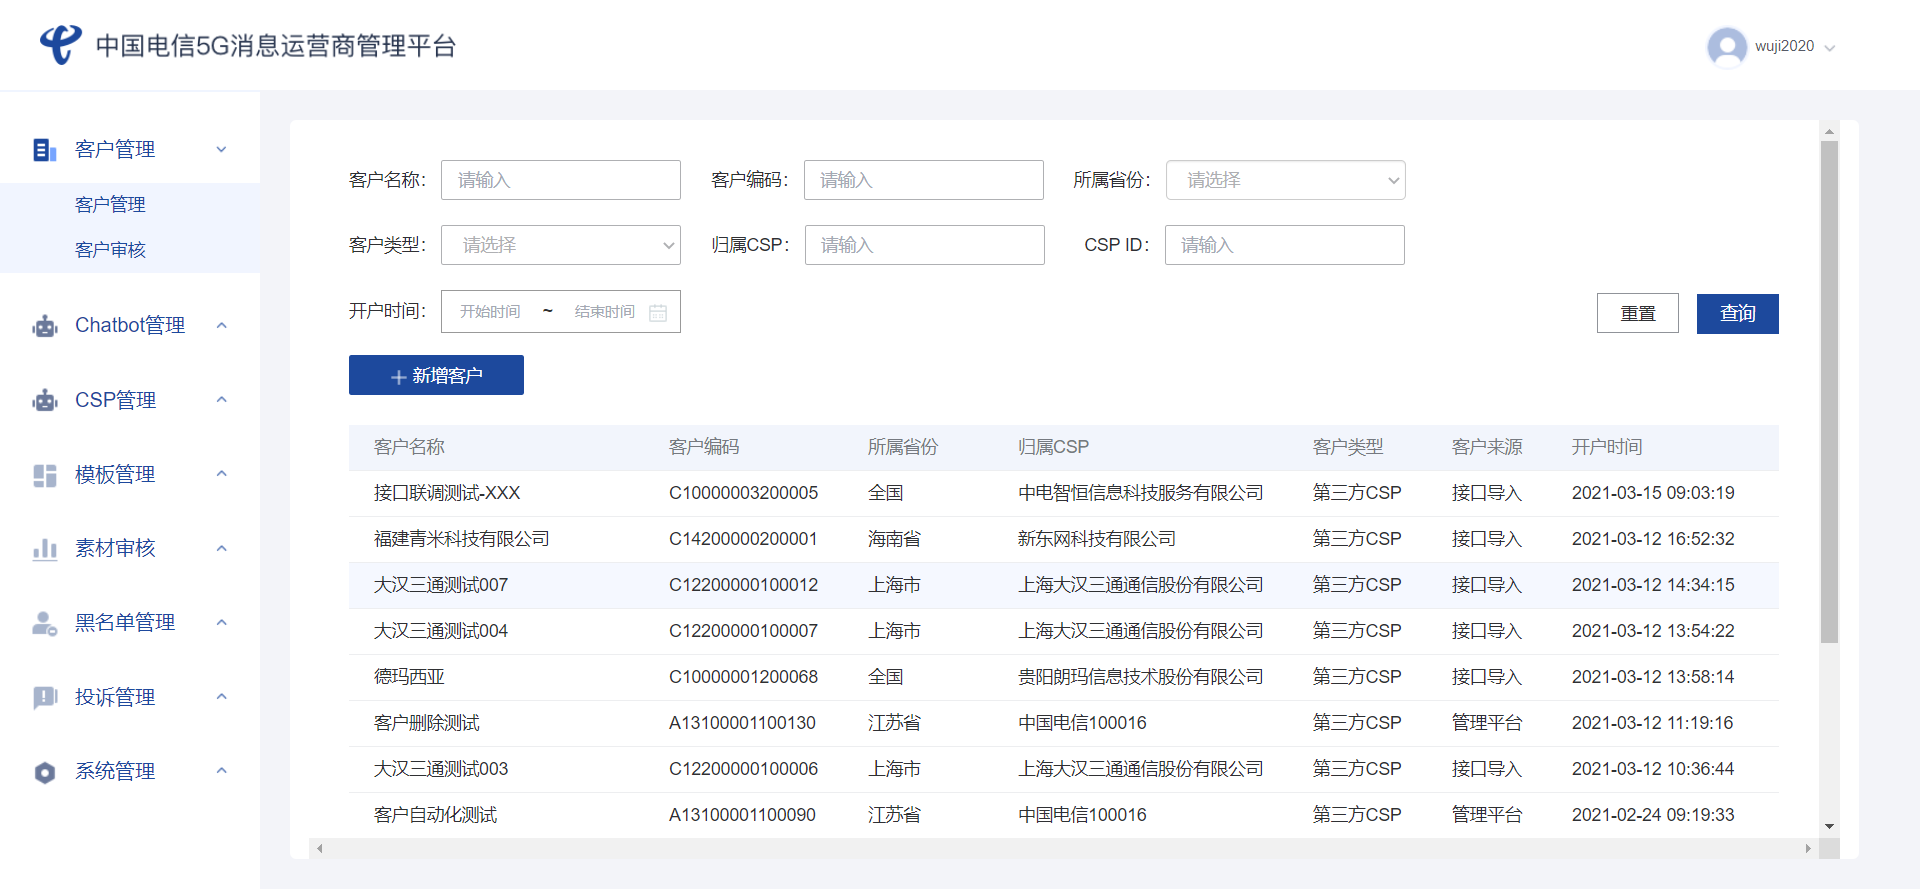 中国电信5G消息运营商管理平台
wuji2020
客户管理
客户管理
客户审核
Chatbot管理
CSP管理
模板管理
素材审核
黑名单管理
投诉管理
系统管理
客户名称： 请输入 客户编码： 请输入 所属省份： 请选择
客户类型： 请选择 归属CSP： 请输入 CSP ID： 请输入
开户时间： 开始时间 ~ 结束时间 重置 查询
新增客户
客户名称 客户编码 所属省份 归属CSP 客户类型 客户来源 开户时间
接口联调测试-XXX C10000003200005 全国 中电智恒信息科技服务有限公司 第三方CSP 接口导入 2021-03-15 09:03:19
福建青米科技有限公司 C14200000200001 海南省 新东网科技有限公司 第三方CSP 接口导入 2021-03-12 16:52:32
大汉三通测试007 C12200000100012 上海市 上海大汉三通通信股份有限公司 第三方CSP 接口导入 2021-03-12 14:34:15
大汉三通测试004 C12200000100007 上海市 上海大汉三通通信股份有限公司 第三方CSP 接口导入 2021-03-12 13:54:22
德玛西亚 C10000001200068 全国 贵阳朗玛信息技术股份有限公司 第三方CSP 接口导入 2021-03-12 13:58:14
客户删除测试 A13100001100130 江苏省 中国电信100016 第三方CSP 管理平台 2021-03-12 11:19:16
大汉三通测试003 C12200000100006 上海市 上海大汉三通通信股份有限公司 第三方CSP 接口导入 2021-03-12 10:36:44
客户自动化测试 A13100001100090 江苏省 中国电信100016 第三方CSP 管理平台 2021-02-24 09:19:33